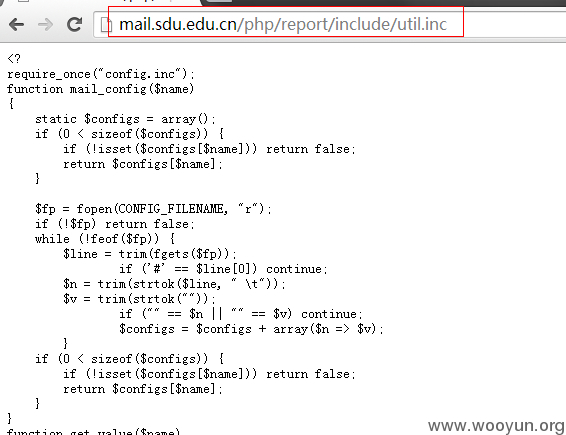 mail.sdu.edu.cn/php/report/include/util.inc
<?
require_once("config.inc");
function mail_config($name)
{
    static $configs = array();
    if (0 < sizeof($configs)) {
        if (!isset($configs[$name])) return false;
        return $configs[$name];
    }
    $fp = fopen(CONFIG_FILENAME, "r");
    if (!$fp) return false;
    while (!feof($fp)) {
        $line = trim(fgets($fp));
                if ('#' == $line[0]) continue;
        $n = trim(strtok($line, " \t"));
        $v = trim(strtok(""));
                if ("" == $n || "" == $v) continue;
                $configs = $configs + array($n => $v);
        }
    if (0 < sizeof($configs)) {
        if (!isset($configs[$name])) return false;
        return $configs[$name];
    }
}
function get_value($name)
www.wooyun.org